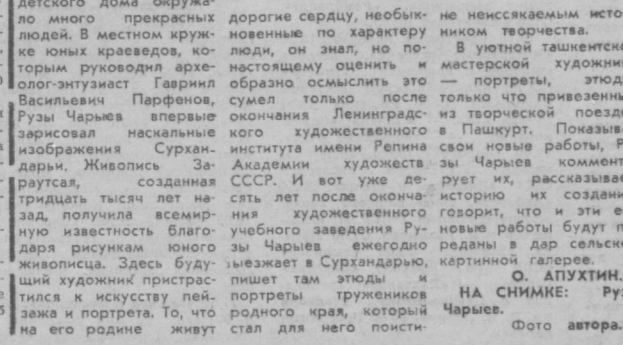 детского дома окружа-
ло много прекрасных
людей. В местном круж-
ке юных краеведов, ко-
торым руководил архе-
олог-энтузиаст Гавриил
Васильевич Парфенов,
Рузы Чарыев впервые
зарисовал наскальные
изображения Сурхан-
дарьи. Живопись За-
раутсая, созданная
тридцать тысяч лет на-
зад, получила всемир-
ную известность благо-
даря рисункам юного
живописца. Здесь буду-
щий художник пристрас-
тился к искусству пей-
зажа и портрета. То, что
на его родине живут
дорогие сердцу, необык-
новенные по характеру
люди, он знал, но по-
настоящему оценить и
образно осмыслить это
сумел только после
окончания Ленинградс-
кого художественного
института имени Репина
Академии художеств
СССР. И вот уже де-
сять лет после оконча-
ния художественного
учебного заведения Ру-
зы Чарыев ежегодно
выезжает в Сурхандарью,
пишет там этюды и
портреты тружеников
родного края, который
стал для него поисти-
не неиссякаемым исто
ником творчества.
В уютной ташкентско
мастерской художник
— портреты, этюд
только что привезенны
из творческой поезд
в Пашкурт. Показыва
свои новые работы, Р
зы Чарыев коммент
рует их, рассказывае
историю их создани
говорит, что и эти е
новые работы будут п
реданы в дар сельско
картинной галерее.
О. АПУХТИН.
НА СНИМКЕ: Руз
Чарыев.
Фото автора.